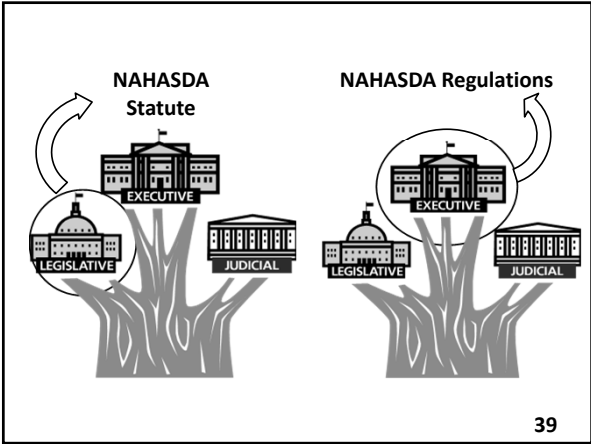 NAHASDA
Statute
EXECUTIVE
LEGISLATIVE
JUDICIAL
NAHASDA Regulations
EXECUTIVE
LEGISLATIVE
JUDICIAL
39